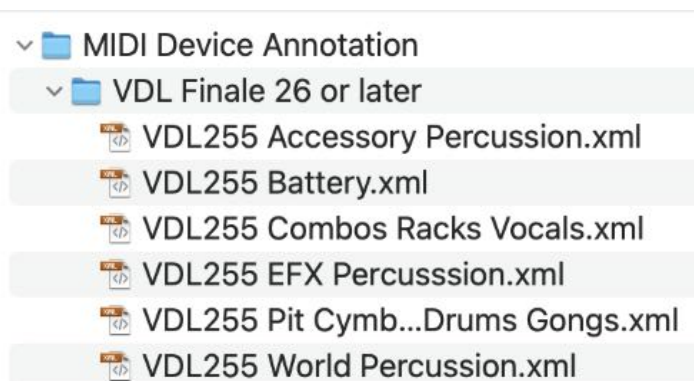 MIDI Device Annotation
VDL Finale 26 or later
VDL255 Accessory Percussion.xml
VDL255 Battery.xml
VDL255 Combos Racks Vocals.xml
VDL255 EFX Percusssion.xml
VDL255 Pit Cymb...Drums Gongs.xml
VDL255 World Percussion.xml